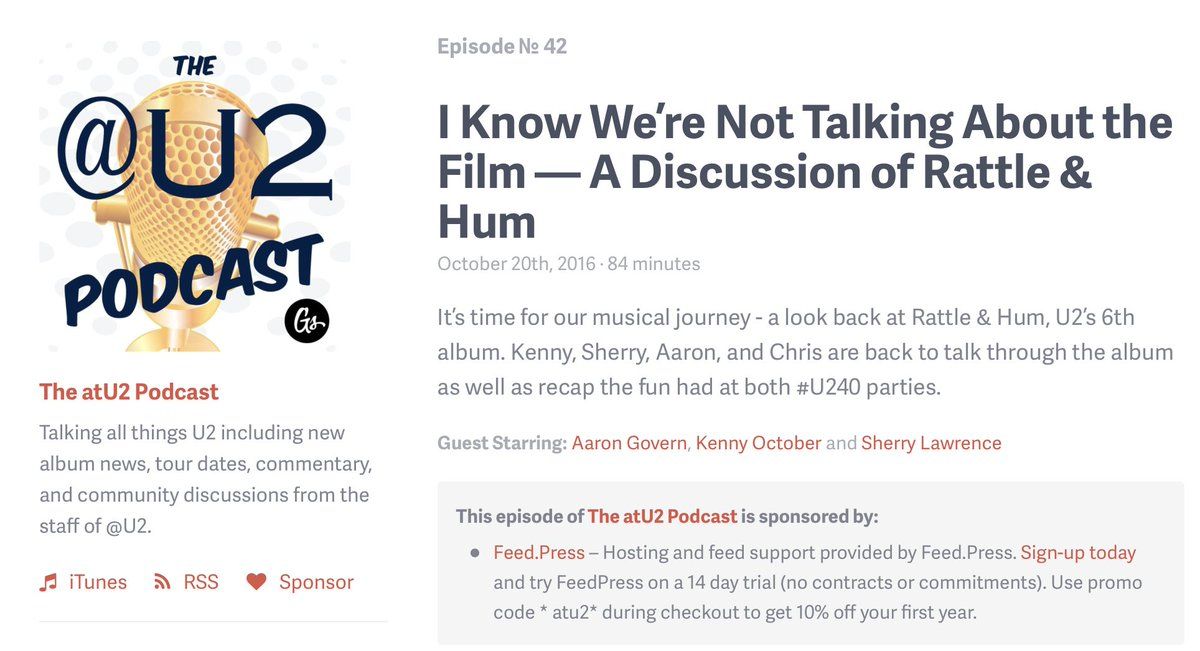 THE
@U2
PODCAST
Gs
The atU2 Podcast
Talking all things U2 including new
album news, tour dates, commentary,
and community discussions from the
staff of @U2.
iTunes RSS Sponsor
Episode № 42
I Know We’re Not Talking About the
Film — A Discussion of Rattle &
Hum
October 20th, 2016 · 84 minutes
It’s time for our musical journey - a look back at Rattle & Hum, U2’s 6th
album. Kenny, Sherry, Aaron, and Chris are back to talk through the album
as well as recap the fun had at both #U240 parties.
Guest Starring: Aaron Govern, Kenny October and Sherry Lawrence
This episode of The atU2 Podcast is sponsored by:
• Feed.Press – Hosting and feed support provided by Feed.Press. Sign-up today
and try FeedPress on a 14 day trial (no contracts or commitments). Use promo
code * atu2* during checkout to get 10% off your first year.